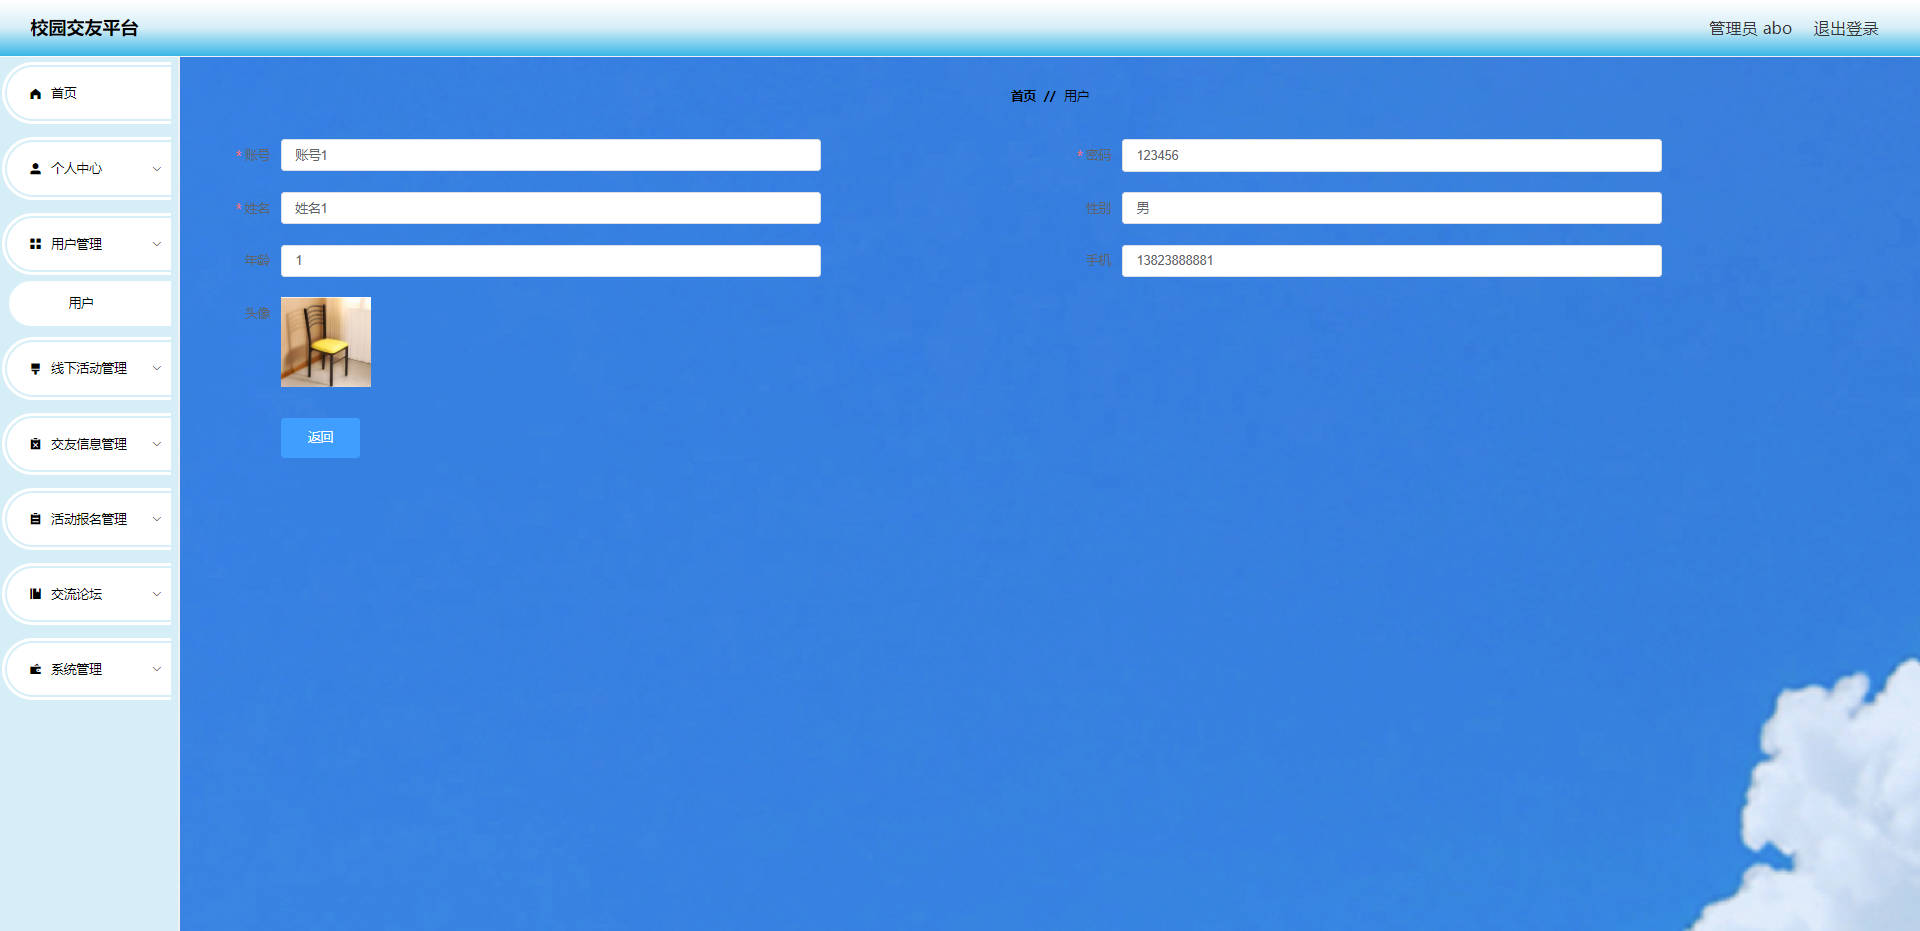 校园交友平台
管理员 abo 退出登录
首页
个人中心
用户管理
用户
线下活动管理
交友信息管理
活动报名管理
交流论坛
系统管理
首页 // 用户
* 账号 账号1
* 密码 123456
* 姓名 姓名1
性别 男
年龄 1
手机 13823888881
头像
返回